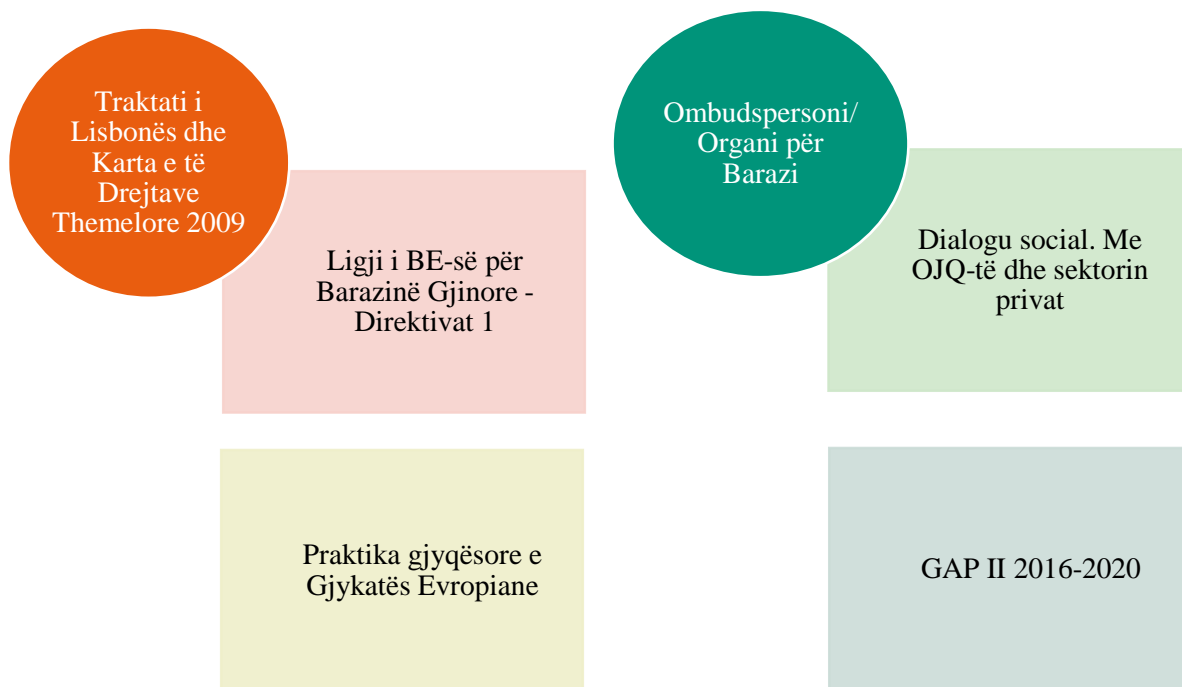 Traktati i
Lisbonës dhe
Karta e të
Drejtave
Themelore 2009
Ligji i BE-së për
Barazinë Gjinore -
Direktivat 1
Praktika gjyqësore e
Gjykatës Evropiane
Ombudspersoni/
Organi për
Barazi
Dialogu social. Me
OJQ-të dhe sektorin
privat
GAP II 2016-2020